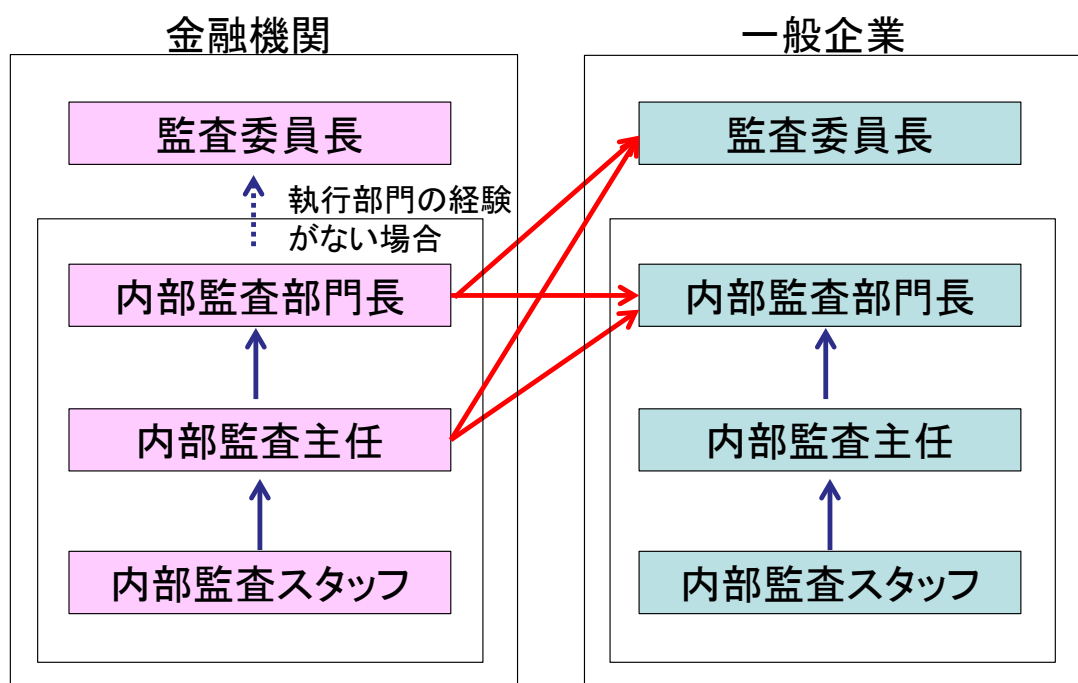 金融機関
監査委員長
執行部門の経験
がない場合
内部監査部門長
内部監査主任
内部監査スタッフ
一般企業
監査委員長
内部監査部門長
内部監査主任
内部監査スタッフ